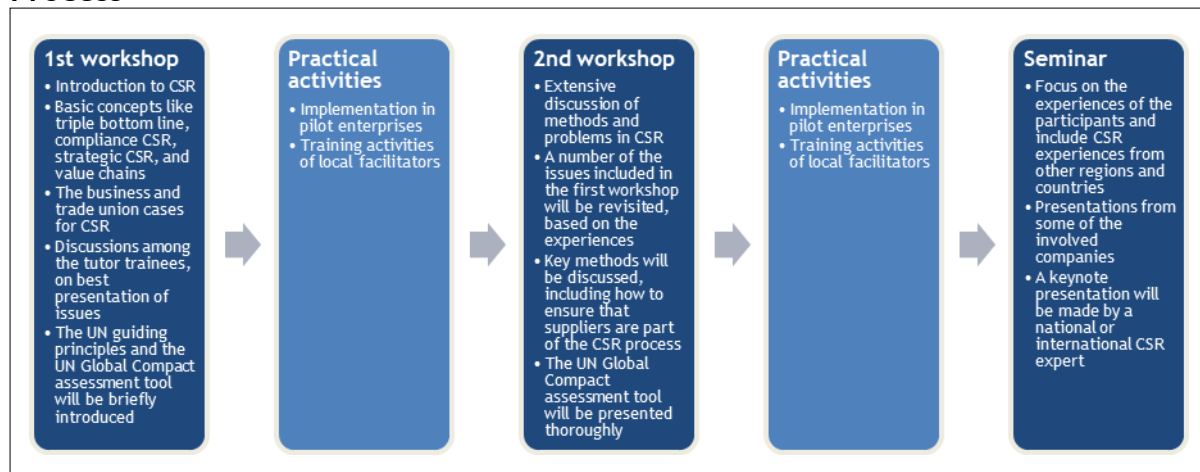 1st workshop
• Introduction to CSR
• Basic concepts like
triple bottom line,
compliance CSR,
strategic CSR, and
value chains
• The business and
trade union cases
for CSR
• Discussions among
the tutor trainees,
on best
presentation of
issues
• The UN guiding
principles and the
UN Global Compact
assessment tool
will be briefly
introduced
Practical
activities
• Implementation in
pilot enterprises
• Training activities
of local facilitators
2nd workshop
• Extensive
discussion of
methods and
problems in CSR
• A number of the
issues included in
the first workshop
will be revisited,
based on the
experiences
• Key methods will
be discussed,
including how to
ensure that
suppliers are part
of the CSR process
• The UN Global
Compact
assessment tool
will be presented
thoroughly
Practical
activities
• Implementation in
pilot enterprises
• Training activities
of local facilitators
Seminar
• Focus on the
experiences of the
participants and
include CSR
experiences from
other regions and
countries
• Presentations from
some of the
involved
companies
• A keynote
presentation will
be made by a
national or
international CSR
expert